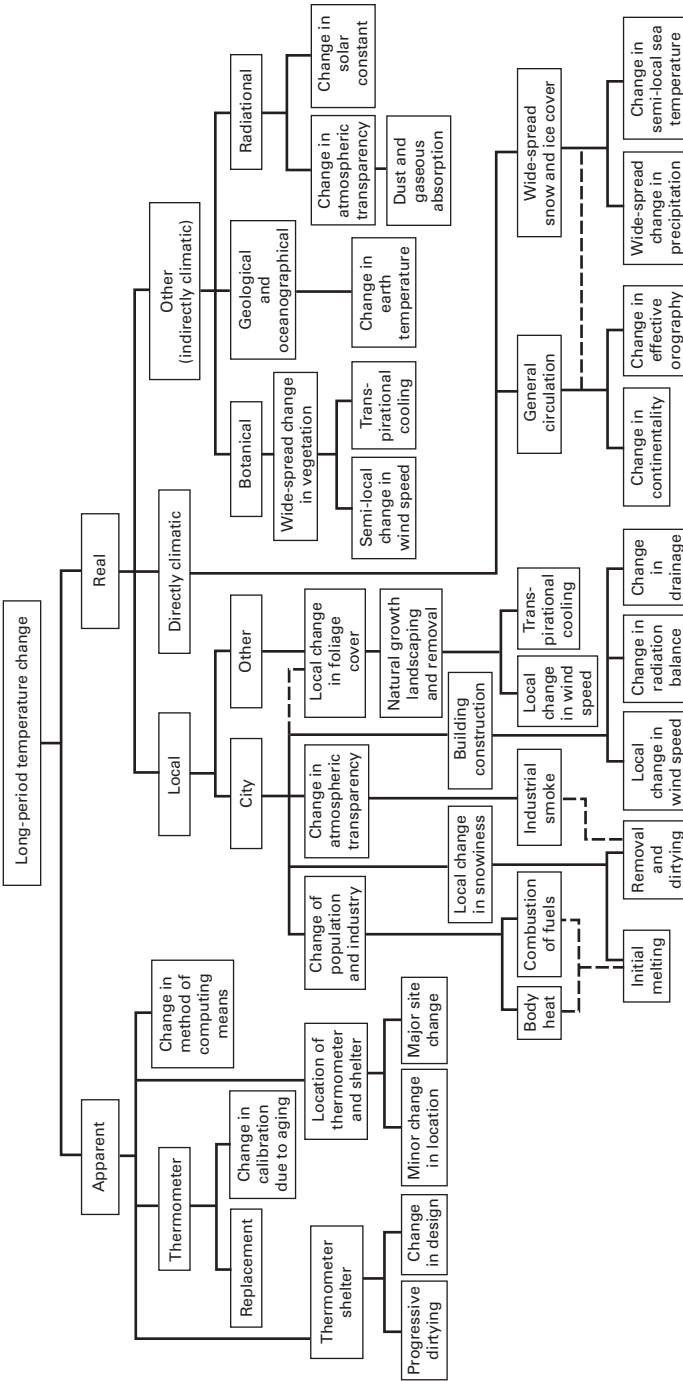 Long-period temperature change
Apparent
Real
Thermometer
Change in
method of
computing
means
Local
Directly climatic
Other
(indirectly climatic)
Replacement
Change in
calibration
due to aging
City
Other
Botanical
Geological
and
oceanographical
Radiational
Thermometer
shelter
Location of
thermometer
and shelter
Change of
population
and industry
Change in
atmospheric
transparency
Local change
in foliage
cover
Wide-spread change
in vegetation
Change in
atmospheric
transparency
Change in
solar
constant
Progressive
dirtying
Change
in design
Minor change
in location
Major site
change
Natural growth
landscaping
and removal
Semi-local
change in
wind speed
Trans-
pirational
cooling
Change in
earth
temperature
Dust and
gaseous
absorption
Local change
in snowiness
Building
construction
Body
heat
Combustion
of fuels
Industrial
smoke
Local
change
in wind
speed
Trans-
pirational
cooling
General
circulation
Wide-spread
snow and ice cover
Initial
melting
Removal
and
dirtying
Local
change in
wind speed
Change in
radiation
balance
Change
in
drainage
Change in
continentality
Change in
effective
orography
Wide-spread
change in
precipitation
Change in
semi-local sea
temperature